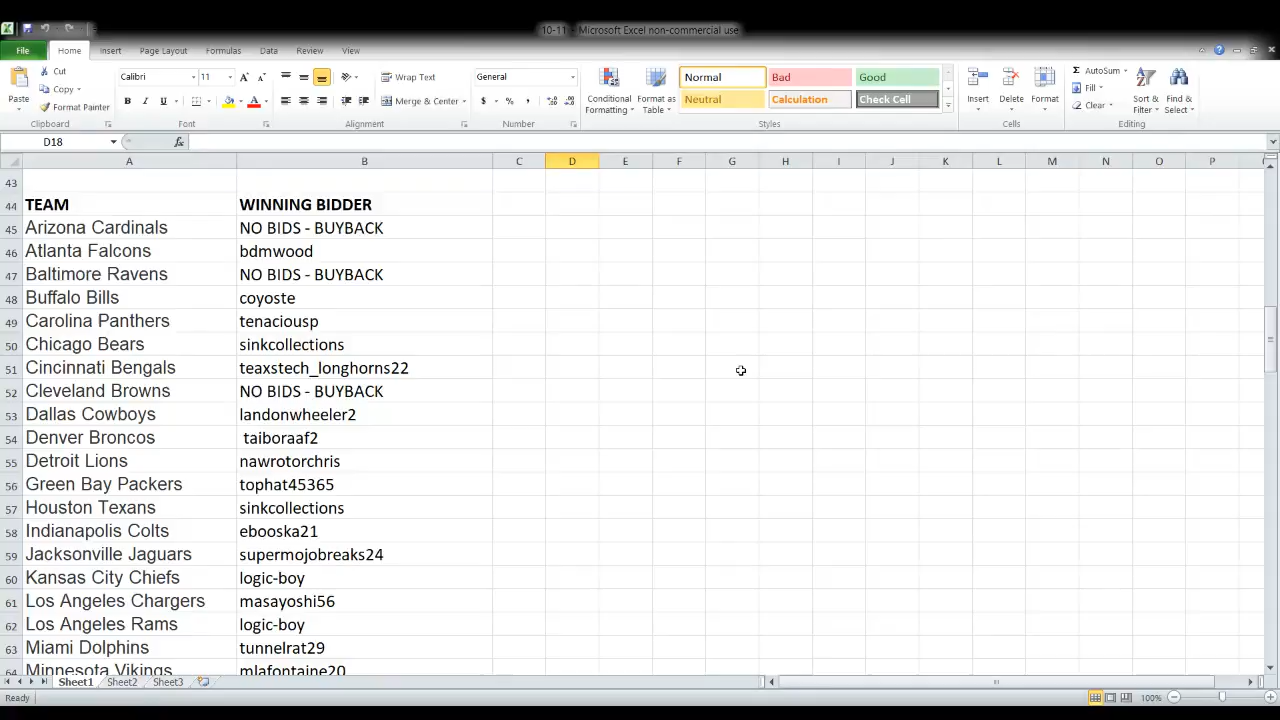 10-11 - Microsoft Excel non-commercial use
File Home Insert Page Layout Formulas Data Review View
Cut
Copy
Format Painter
Paste
Clipboard
Calibri 11
B I U
Font
Wrap Text
Merge & Center
Alignment
General
$ % ,
Number
Conditional Formatting
Format as Table
Normal Bad Good
Neutral Calculation Check Cell
Styles
Insert Delete Format
Cells
AutoSum
Fill
Clear
Sort & Filter
Find & Select
Editing
D18 fx
A B C D E F G H I J K L M N O P
43
44 TEAM WINNING BIDDER
45 Arizona Cardinals NO BIDS - BUYBACK
46 Atlanta Falcons bdmwood
47 Baltimore Ravens NO BIDS - BUYBACK
48 Buffalo Bills coyoste
49 Carolina Panthers tenaciousp
50 Chicago Bears sinkcollections
51 Cincinnati Bengals teaxstech_longhorns22
52 Cleveland Browns NO BIDS - BUYBACK
53 Dallas Cowboys landonwheeler2
54 Denver Broncos taiboraaf2
55 Detroit Lions nawrotorchris
56 Green Bay Packers tophat45365
57 Houston Texans sinkcollections
58 Indianapolis Colts ebooska21
59 Jacksonville Jaguars supermojobreaks24
60 Kansas City Chiefs logic-boy
61 Los Angeles Chargers masayoshi56
62 Los Angeles Rams logic-boy
63 Miami Dolphins tunnelrat29
64 Minnesota Vikings mlafontaine20
Sheet1 Sheet2 Sheet3
Ready 100%